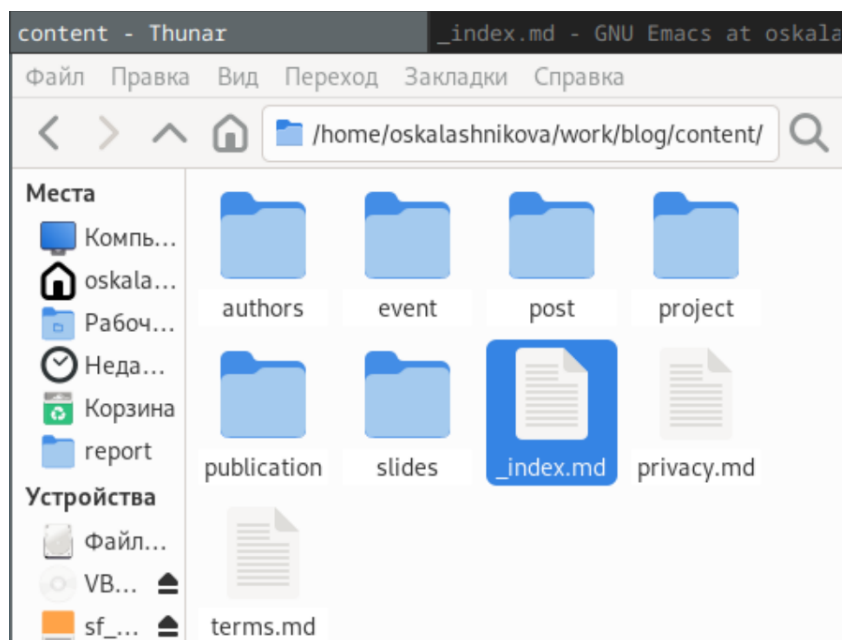 content - Thunar
_index.md - GNU Emacs at oskala
Файл Правка Вид Переход Закладки Справка
/home/oskalashnikova/work/blog/content/
Места
Компь...
oskala...
Рабоч...
Неда...
Корзина
report
Устройства
Файл...
VB...
sf_...
authors event post project
publication slides _index.md privacy.md
terms.md